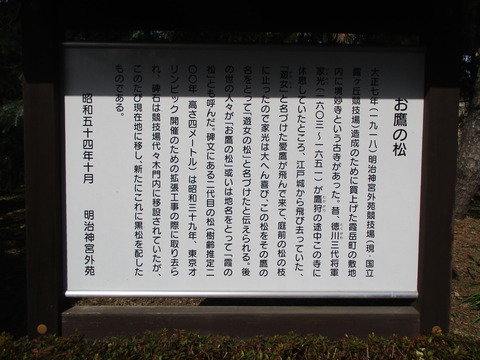 お鷹の松
大正七年(一九一八)明治神宮外苑競技場(現・国立
霞ヶ丘競技場)造成のために買上げた霞岳町の敷地
内に境妙寺という古寺があった。昔、徳川三代将軍
家光(一六〇三〜一六五一)が鷹狩の途中この寺に
休息していたところ、江戸城から飛び去っていた、
「遊女」と名づけた愛鷹が飛んで来て、庭前の松の枝
に止ったので家光は大へん喜び、この松をその鷹の
名をとって「遊女の松」と名づけたと伝えられる。後
の世の人々が「お鷹の松」或いは地名をとって「霞の
松」とも呼んだ。碑文にある二代目の松(樹齢推定二
〇〇年 高さ四メートル)は昭和三十九年、東京オ
リンピック開催のための拡張工事の際に取り去ら
れ、碑石は競技場代々木門内に移設されていたが、
このたび現在地に移し、新たにこれに黒松を配した
ものである。
昭和五十四年十月 明治神宮外苑